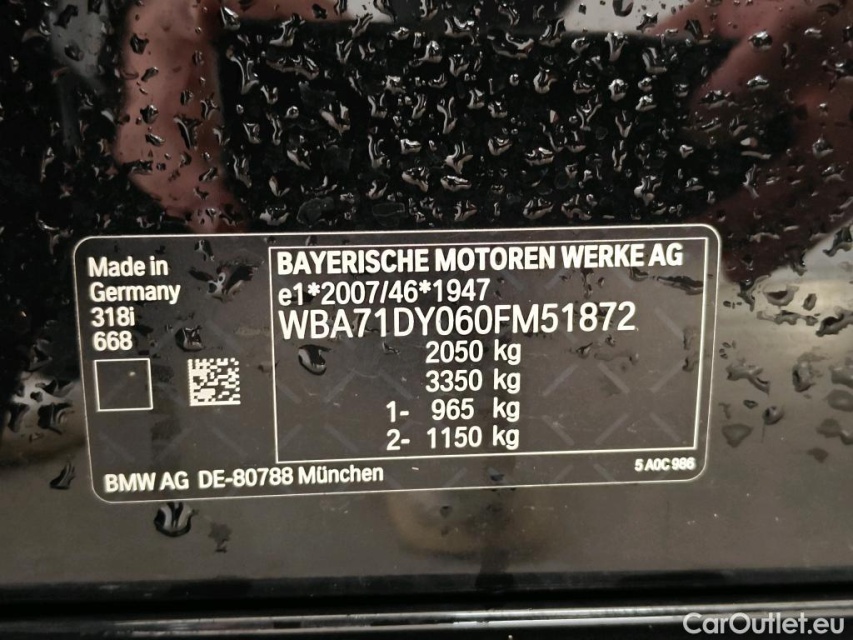 Made in
Germany
318i
668
BAYERISCHE MOTOREN WERKE AG
e1*2007/46*1947
WBA71DY060FM51872
2050 kg
3350 kg
1- 965 kg
2- 1150 kg
BMW AG DE-80788 München
5 A0C 986
CarOutlet.eu